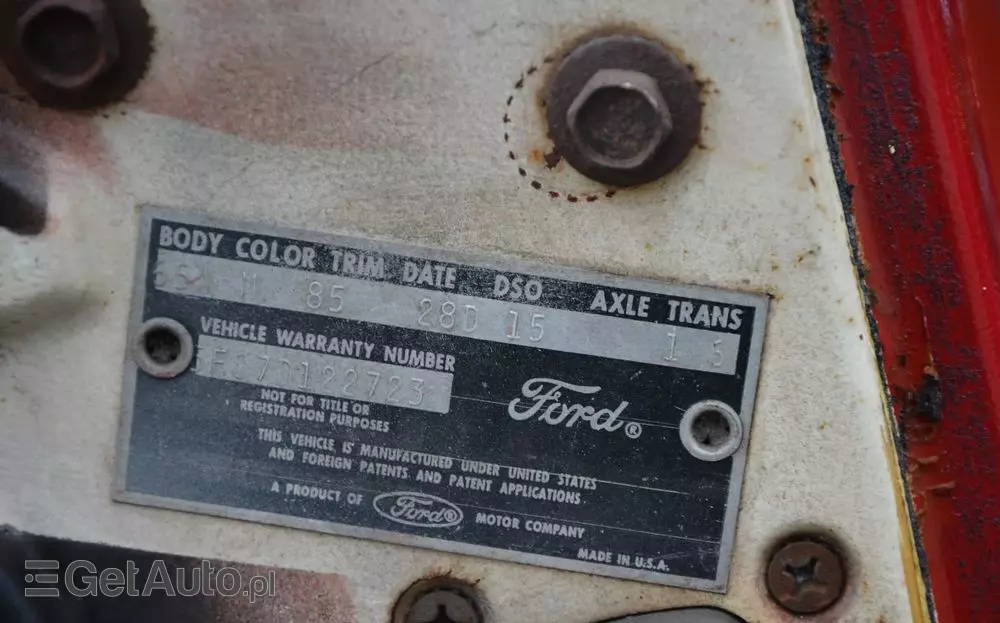 BODY COLOR TRIM DATE DSO AXLE TRANS
M 85 28D 15 1
VEHICLE WARRANTY NUMBER
NOT FOR TITLE OR
REGISTRATION PURPOSES
Ford®
THIS VEHICLE IS MANUFACTURED UNDER UNITED STATES
AND FOREIGN PATENTS AND PATENT APPLICATIONS
A PRODUCT OF Ford® MOTOR COMPANY
MADE IN U.S.A.
GetAuto.pl